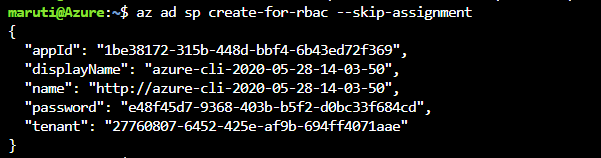 maruti@Azure:~$ az ad sp create-for-rbac --skip-assignment
{
  "appId": "1be38172-315b-448d-bbf4-6b43ed72f369",
  "displayName": "azure-cli-2020-05-28-14-03-50",
  "name": "http://azure-cli-2020-05-28-14-03-50",
  "password": "e48f45d7-9368-403b-b5f2-d0bc33f684cd",
  "tenant": "27760807-6452-425e-af9b-694ff4071aae"
}